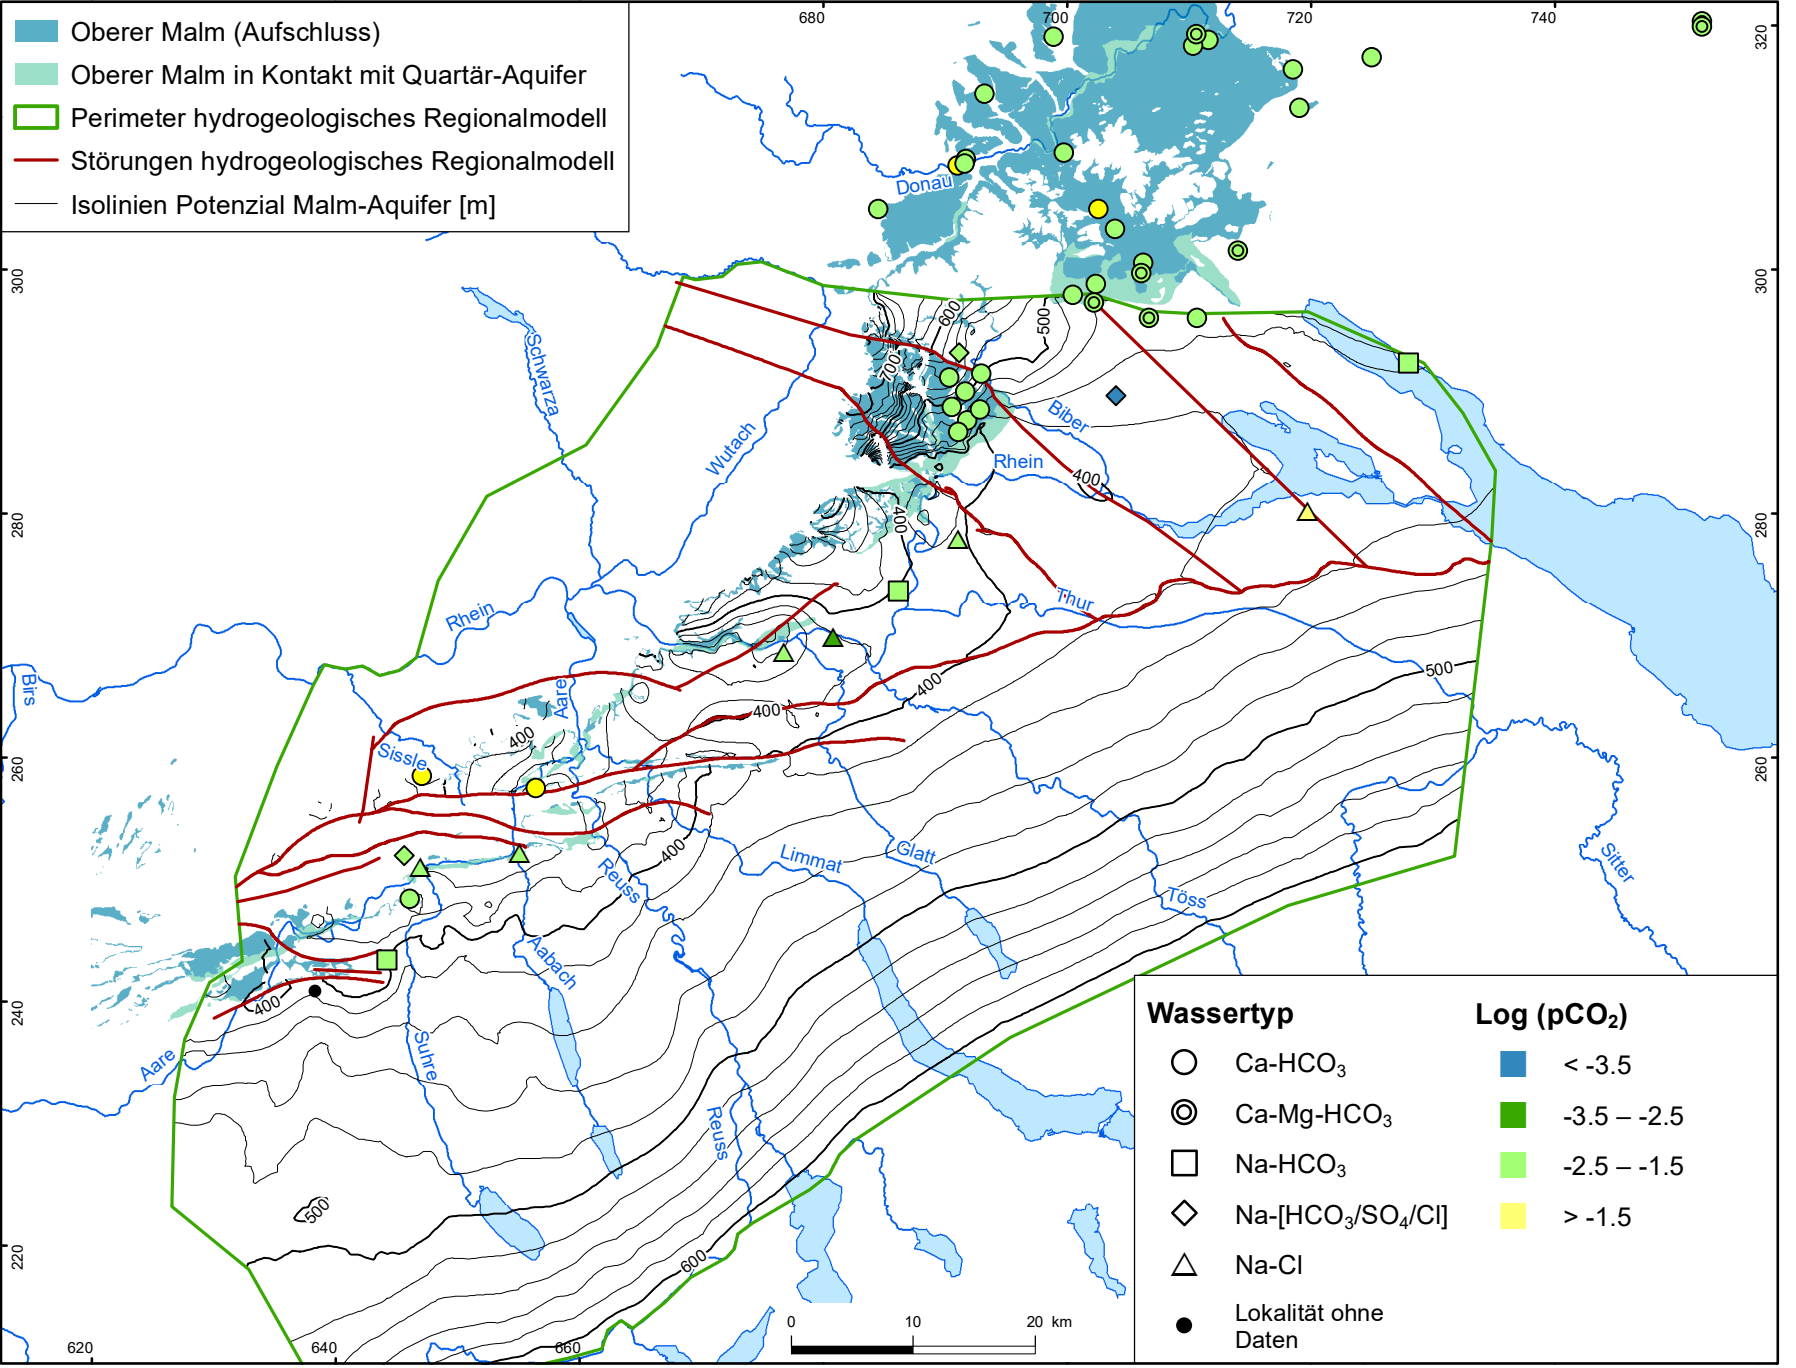 680
700
720
740
320
Oberer Malm (Aufschluss)
Oberer Malm in Kontakt mit Quartär-Aquifer
Perimeter hydrogeologisches Regionalmodell
Störungen hydrogeologisches Regionalmodell
Isolinien Potenzial Malm-Aquifer [m]
Donau
300
300
600
500
Schwarza
700
Wutach
Biber
Rhein
400
280
280
400
Rhein
Thur
Birs
Aare
400
400
500
400
Sissle
260
260
400
Limmat
Glatt
Reuss
Sitter
Töss
Aabach
240
400
Suhre
Aare
Reuss
500
220
600
Wassertyp
Ca-HCO₃
Ca-Mg-HCO₃
Na-HCO₃
Na-[HCO₃/SO₄/Cl]
Na-Cl
Lokalität ohne
Daten
Log (pCO₂)
< -3.5
-3.5 – -2.5
-2.5 – -1.5
> -1.5
0
10
20 km
620
640
660